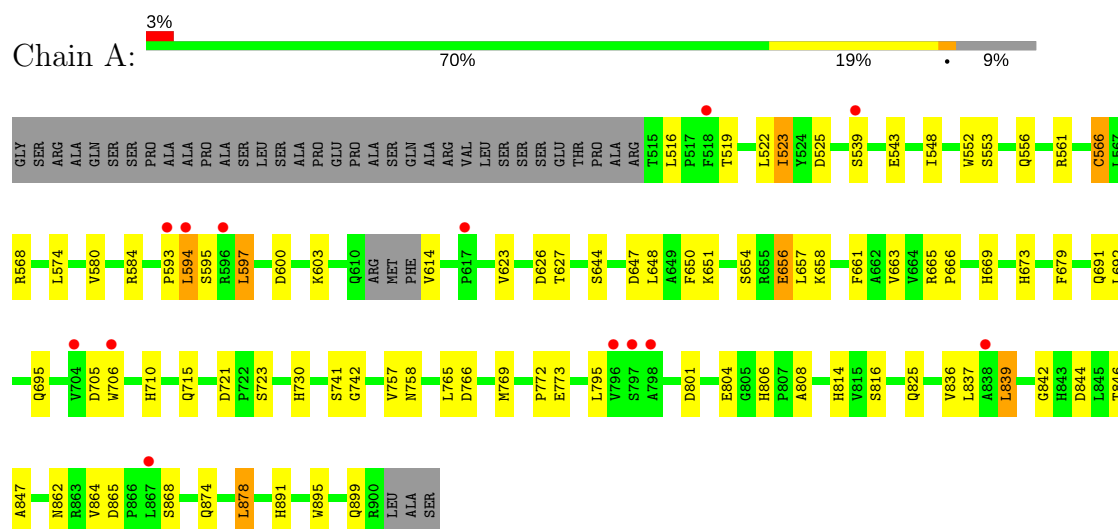 3%
Chain A:
70% 19% • 9%
GLY SER ARG ALA GLN SER SER PRO ALA ALA PRO ALA SER LEU SER ALA PRO GLU PRO ALA SER GLN ALA ARG VAL LEU SER SER SER GLU THR PRO ALA ARG T515 L516 P517 F518 T519 L522 I523 Y524 D525 S539 E543 I548 W552 S553 Q556 R561 C566 L567
R568 L574 V580 R584 P593 L594 S595 R596 L597 D600 K603 Q610 ARG MET PHE V614 P617 V623 D626 T627 S644 D647 L648 A649 F650 K651 S654 R655 E656 L657 K658 F661 A662 V663 V664 R665 P666 H669 H673 F679 Q691 L692
Q695 V704 D705 W706 H710 Q715 D721 P722 S723 H730 S741 G742 V757 N758 L765 D766 M769 P772 E773 L795 V796 S797 A798 D801 E804 G805 H806 P807 A808 H814 V815 S816 Q825 V836 L837 A838 L839 G842 H843 D844 L845 T846
A847 N862 R863 V864 D865 P866 L867 S868 Q874 L878 H891 W895 Q899 R900 LEU ALA SER